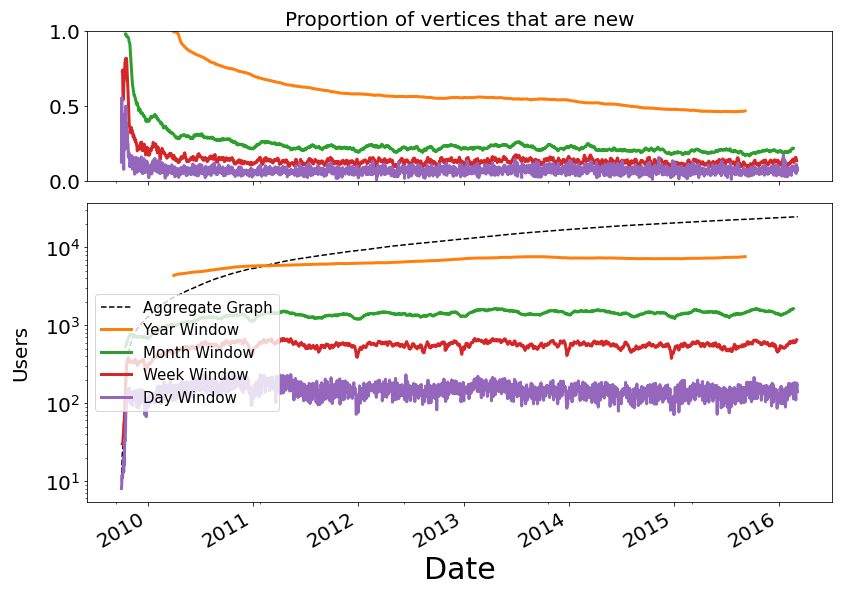 Proportion of vertices that are new
1.0
0.5
0.0
10^4
10^3
10^2
10^1
Users
Aggregate Graph
Year Window
Month Window
Week Window
Day Window
2010 2011 2012 2013 2014 2015 2016
Date